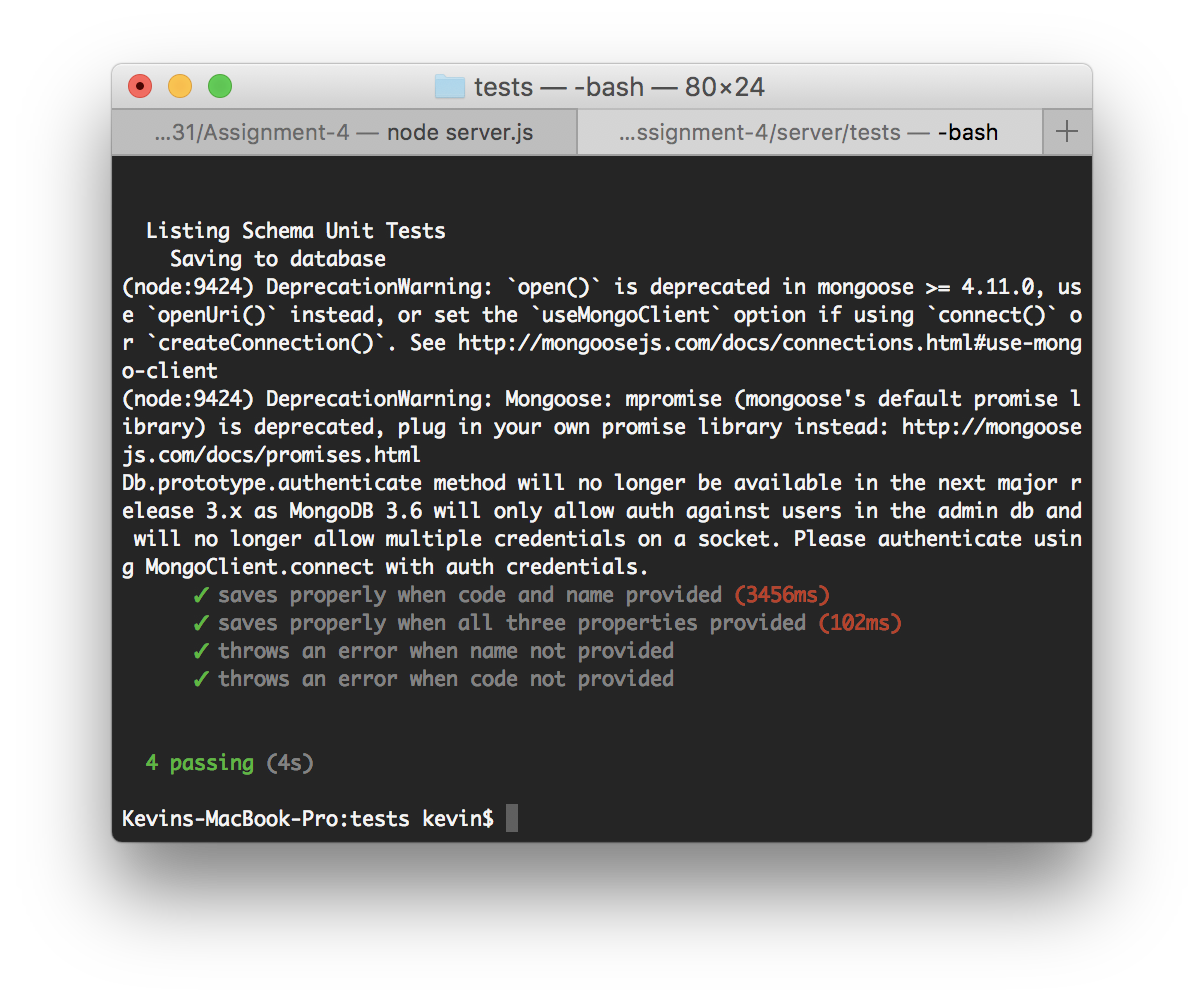 tests — -bash — 80×24
...31/Assignment-4 — node server.js
...ssignment-4/server/tests — -bash
Listing Schema Unit Tests
Saving to database
(node:9424) DeprecationWarning: `open()` is deprecated in mongoose >= 4.11.0, us
e `openUri()` instead, or set the `useMongoClient` option if using `connect()` o
r `createConnection()`. See http://mongoosejs.com/docs/connections.html#use-mong
o-client
(node:9424) DeprecationWarning: Mongoose: mpromise (mongoose's default promise l
ibrary) is deprecated, plug in your own promise library instead: http://mongoose
js.com/docs/promises.html
Db.prototype.authenticate method will no longer be available in the next major r
elease 3.x as MongoDB 3.6 will only allow auth against users in the admin db and
 will no longer allow multiple credentials on a socket. Please authenticate usin
g MongoClient.connect with auth credentials.
✓ saves properly when code and name provided (3456ms)
✓ saves properly when all three properties provided (102ms)
✓ throws an error when name not provided
✓ throws an error when code not provided
4 passing (4s)
Kevins-MacBook-Pro:tests kevin$